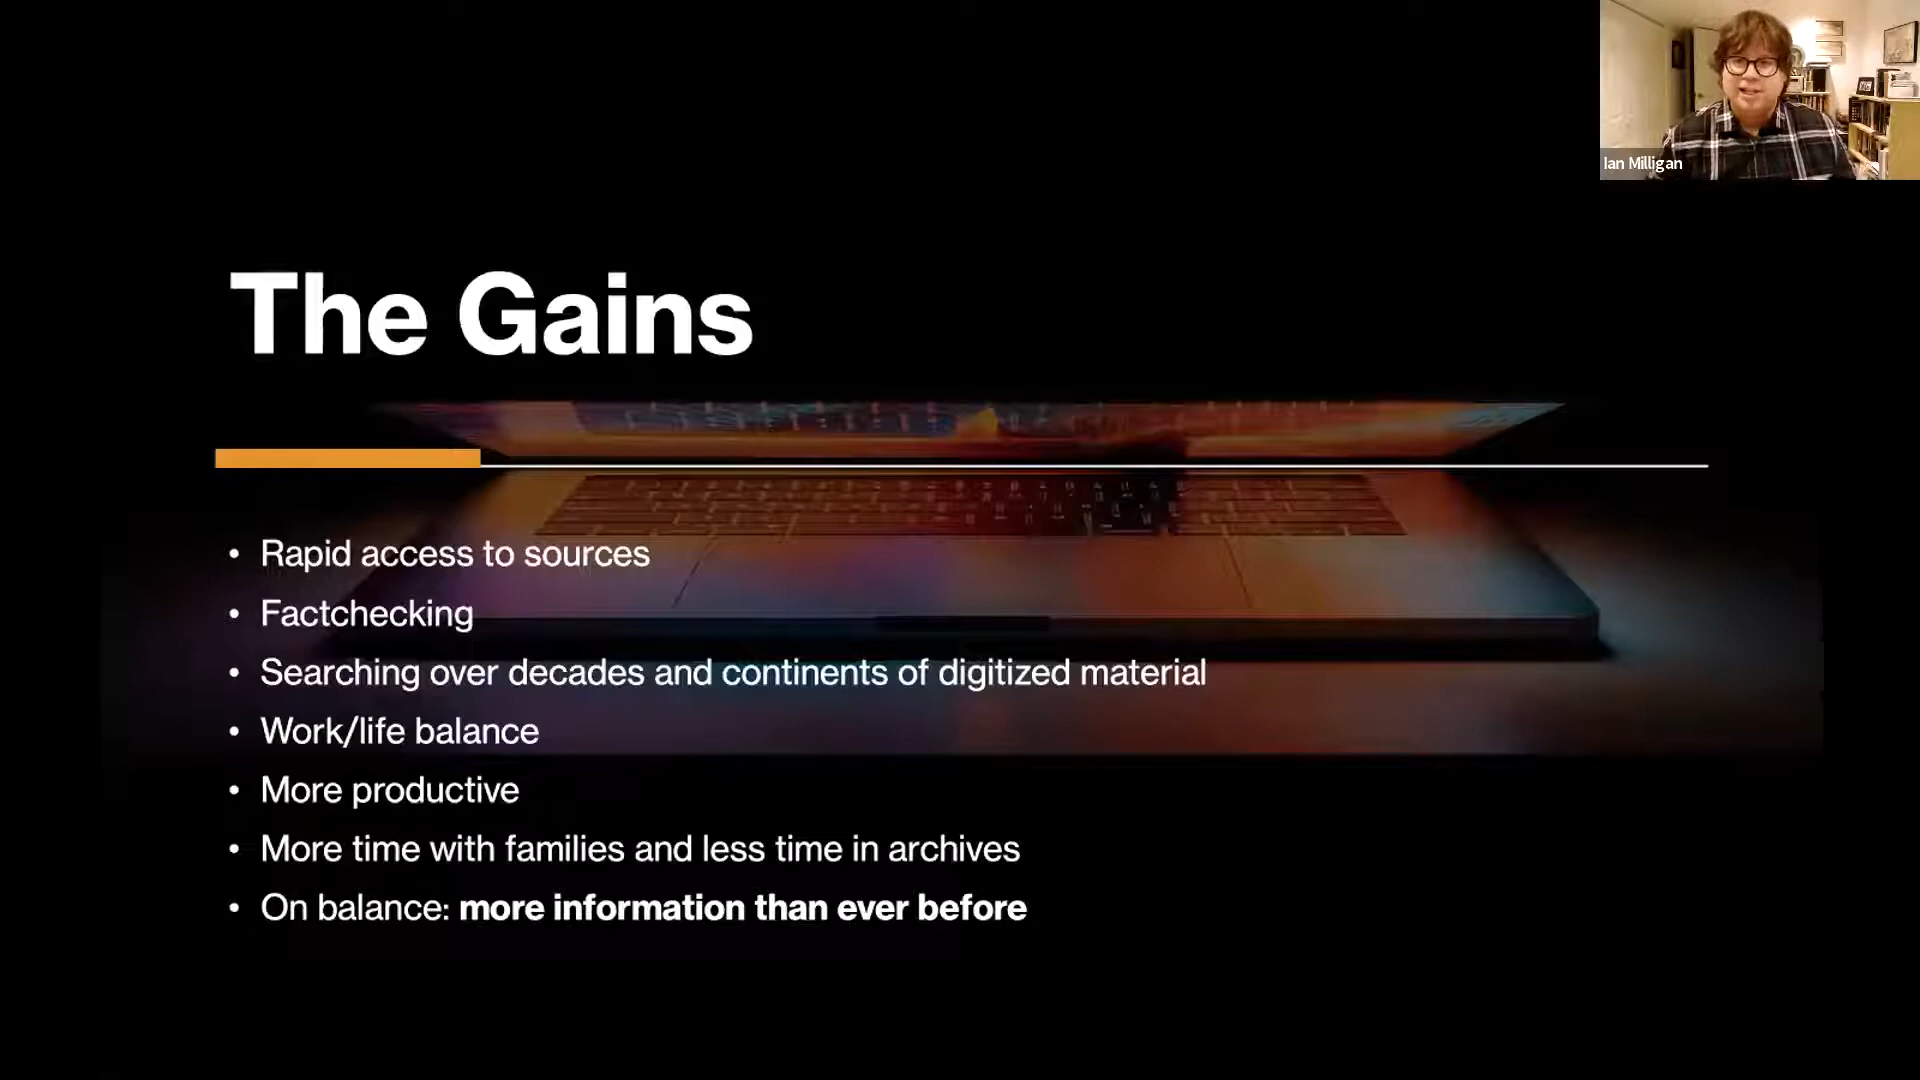 Ian Milligan
The Gains
• Rapid access to sources
• Factchecking
• Searching over decades and continents of digitized material
• Work/life balance
• More productive
• More time with families and less time in archives
• On balance: more information than ever before